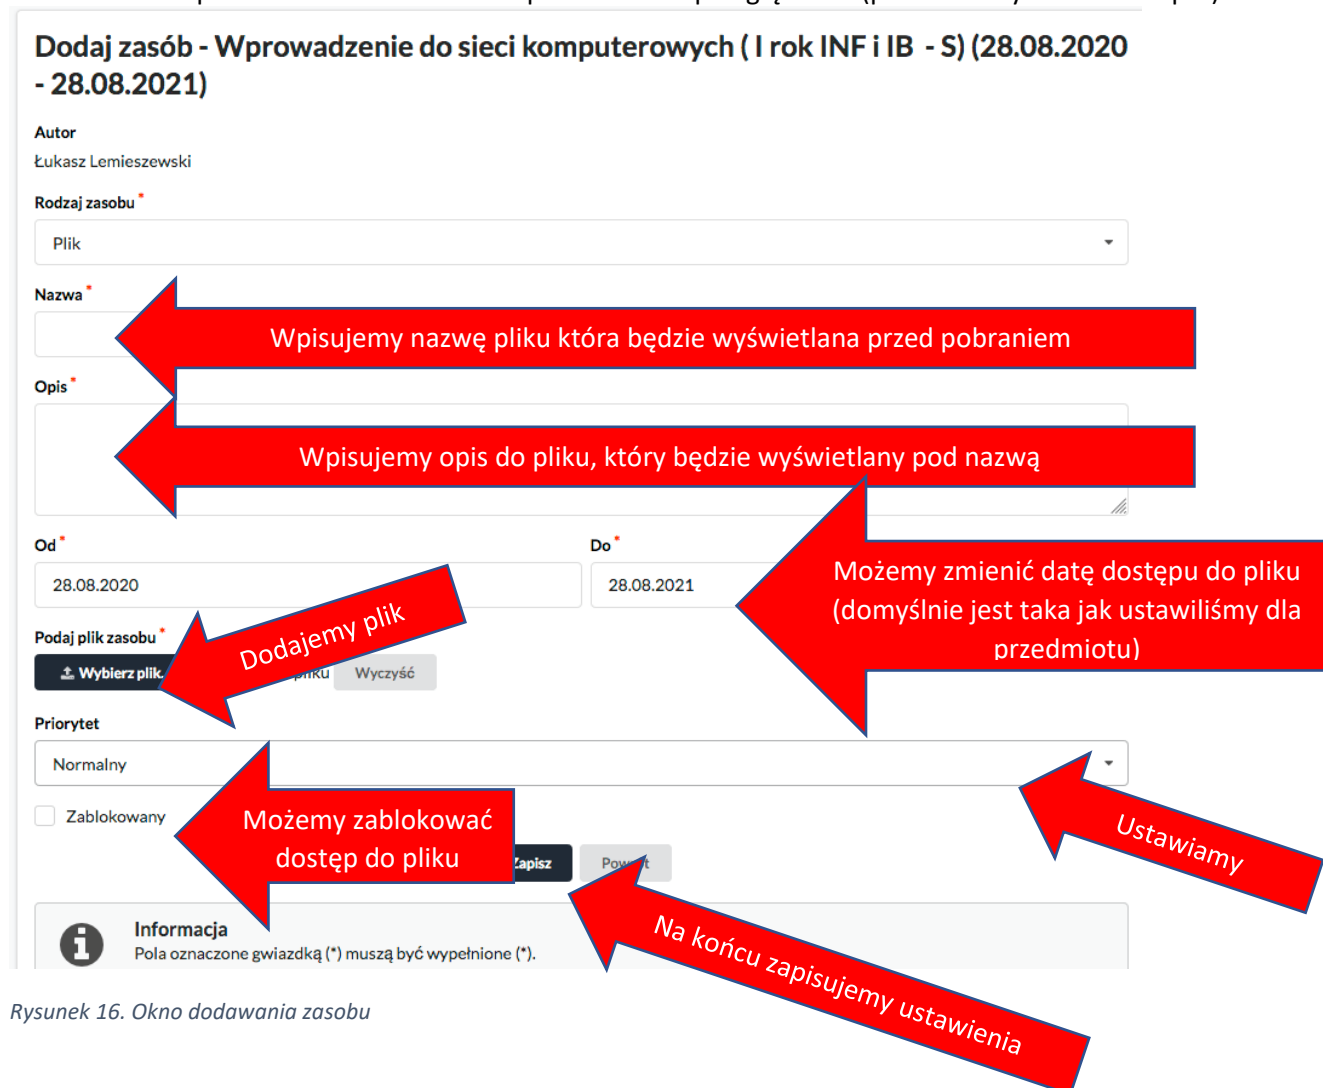 Dodaj zasób - Wprowadzenie do sieci komputerowych ( I rok INF i IB - S) (28.08.2020
- 28.08.2021)
Autor
Łukasz Lemieszewski
Rodzaj zasobu *
Plik
Nazwa *
Wpisujemy nazwę pliku która będzie wyświetlana przed pobraniem
Opis *
Wpisujemy opis do pliku, który będzie wyświetlany pod nazwą
Od *
Do *
28.08.2020
28.08.2021
Możemy zmienić datę dostępu do pliku
(domyślnie jest taka jak ustawiliśmy dla
przedmiotu)
Podaj plik zasobu *
Dodajemy plik
Wybierz plik.
pliku
Wyczyść
Priorytet
Normalny
Ustawiamy
Zablokowany
Możemy zablokować
dostęp do pliku
Zapisz
Na końcu zapisujemy ustawienia
Informacja
Pola oznaczone gwiazdką (*) muszą być wypełnione (*).
Rysunek 16. Okno dodawania zasobu